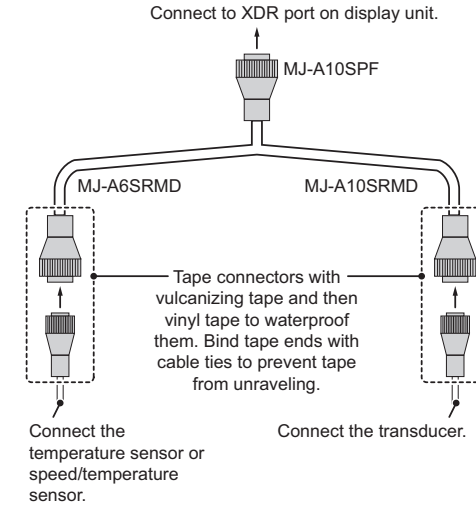 Connect to XDR port on display unit.
MJ-A10SPF
MJ-A6SRMD
MJ-A10SRMD
Tape connectors with
vulcanizing tape and then
vinyl tape to waterproof
them. Bind tape ends with
cable ties to prevent tape
from unraveling.
Connect the
temperature sensor or
speed/temperature
sensor.
Connect the transducer.